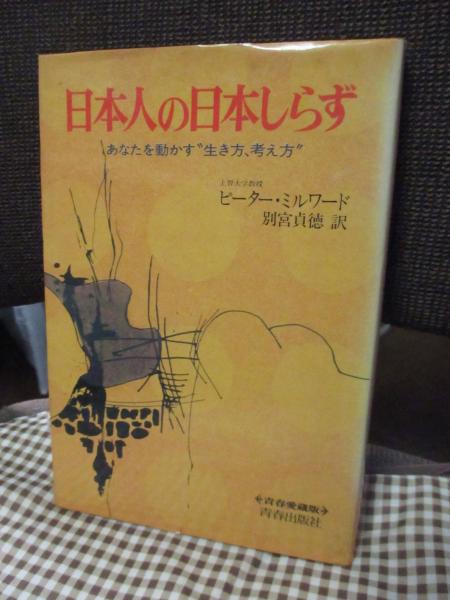 日本人の日本しらず
あなたを動かす〝生き方、考え方〟
上智大学教授
ピーター・ミルワード
別宮貞徳 訳
青春愛蔵版
青春出版社